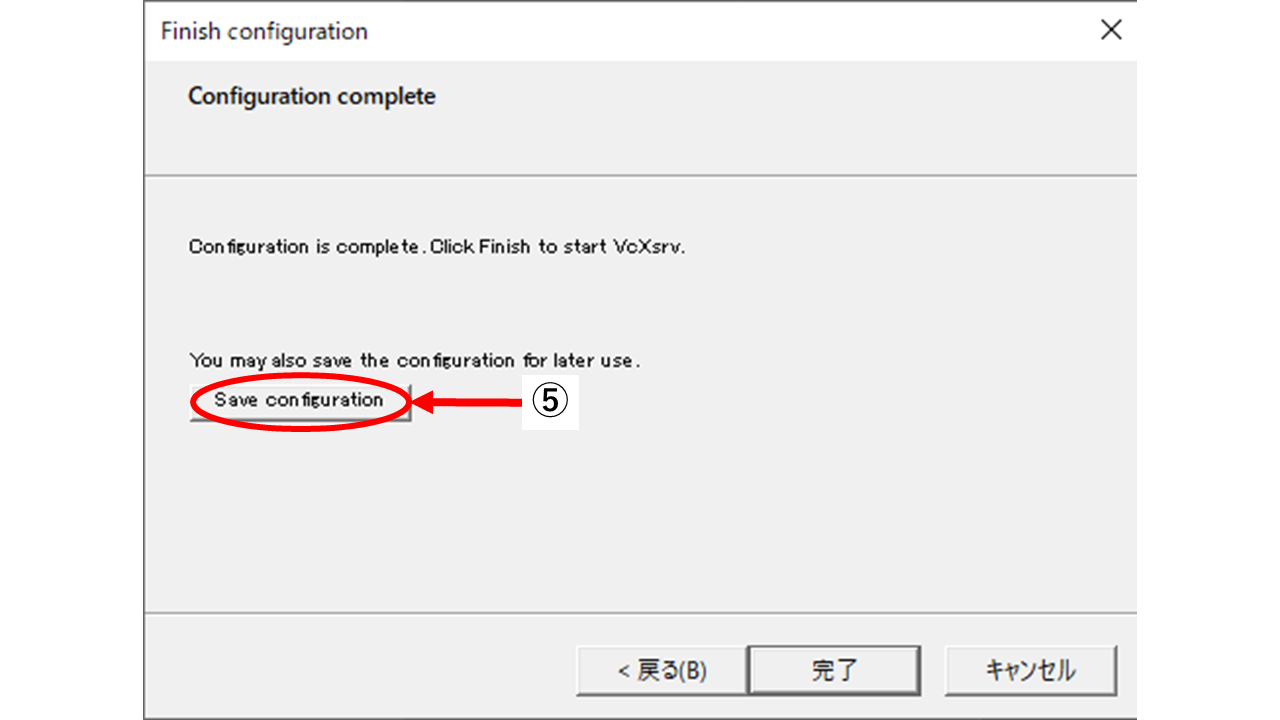 Finish configuration
Configuration complete
Configuration is complete. Click Finish to start VcXsrv.
You may also save the configuration for later use.
Save configuration
⑤
< 戻る(B)
完了
キャンセル